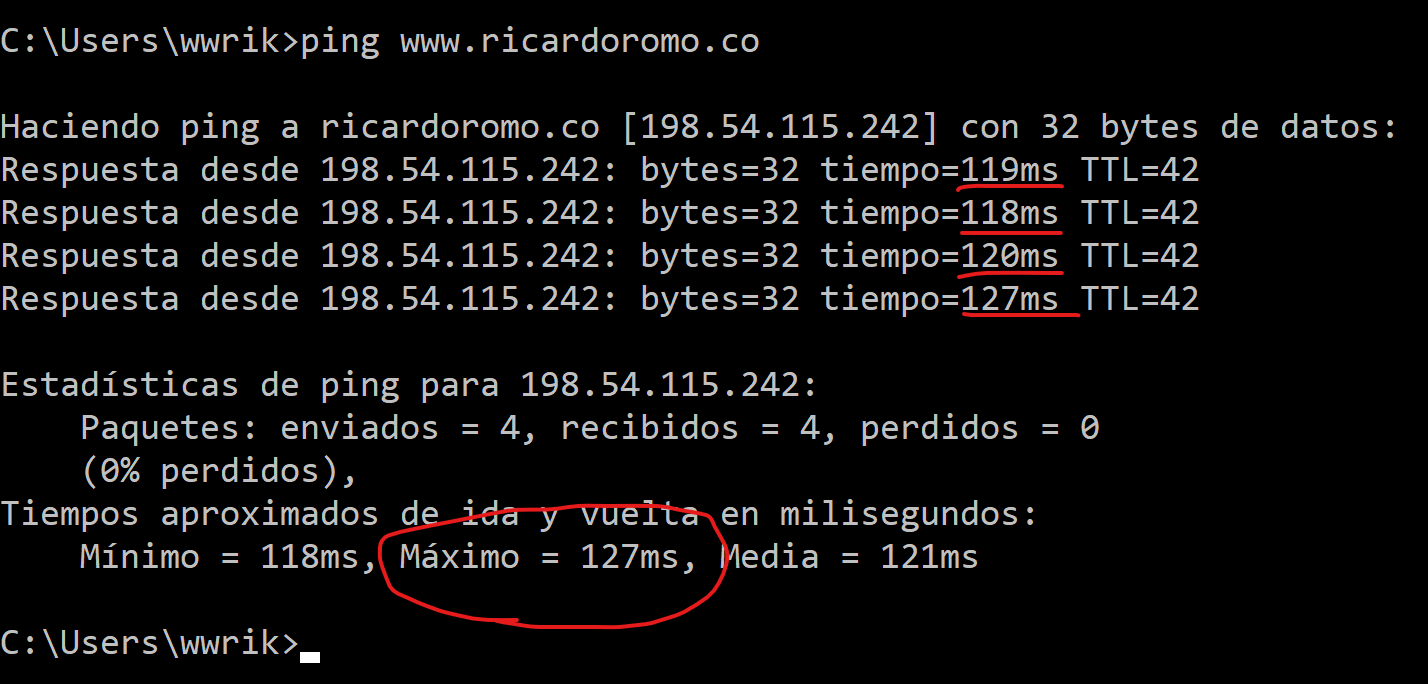 C:\Users\wwrik>ping www.ricardoromo.co
Haciendo ping a ricardoromo.co [198.54.115.242] con 32 bytes de datos:
Respuesta desde 198.54.115.242: bytes=32 tiempo=119ms TTL=42
Respuesta desde 198.54.115.242: bytes=32 tiempo=118ms TTL=42
Respuesta desde 198.54.115.242: bytes=32 tiempo=120ms TTL=42
Respuesta desde 198.54.115.242: bytes=32 tiempo=127ms TTL=42
Estadísticas de ping para 198.54.115.242:
    Paquetes: enviados = 4, recibidos = 4, perdidos = 0
    (0% perdidos),
Tiempos aproximados de ida y vuelta en milisegundos:
    Mínimo = 118ms, Máximo = 127ms, Media = 121ms
C:\Users\wwrik>